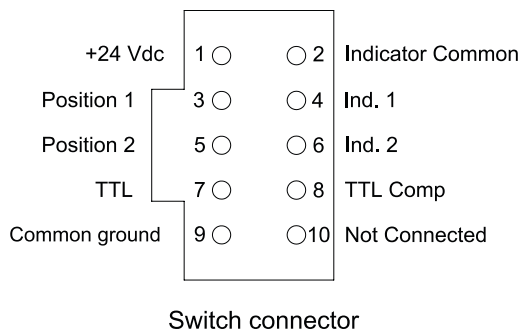 +24 Vdc 1 2 Indicator Common
Position 1 3 4 Ind. 1
Position 2 5 6 Ind. 2
TTL 7 8 TTL Comp
Common ground 9 10 Not Connected
Switch connector